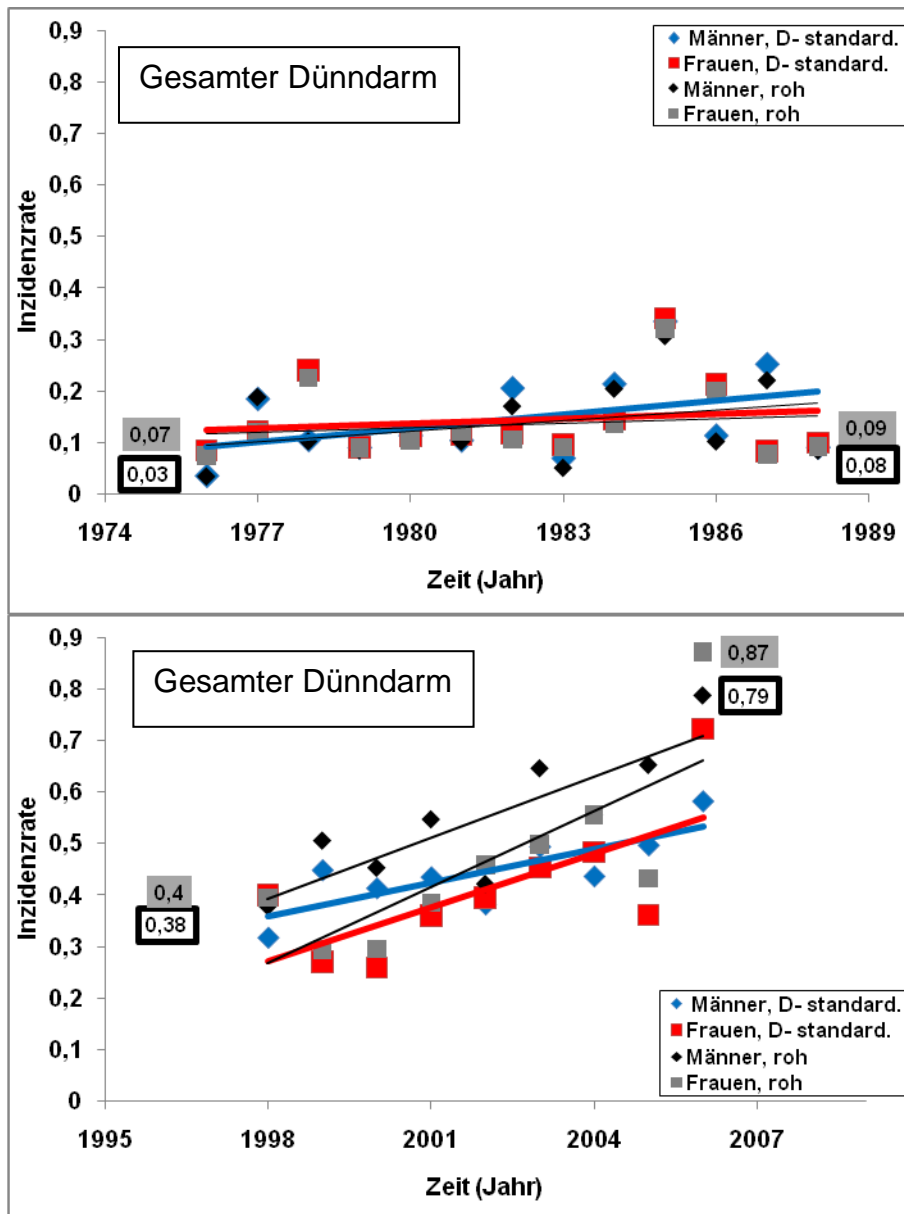 Gesamter Dünndarm
Männer, D- standard.
Frauen, D- standard.
Männer, roh
Frauen, roh
Inzidenzrate
0,9
0,8
0,7
0,6
0,5
0,4
0,3
0,2
0,1
0
0,07
0,03
0,09
0,08
1974 1977 1980 1983 1986 1989
Zeit (Jahr)
Gesamter Dünndarm
Inzidenzrate
0,9
0,8
0,7
0,6
0,5
0,4
0,3
0,2
0,1
0
0,87
0,79
0,4
0,38
Männer, D- standard.
Frauen, D- standard.
Männer, roh
Frauen, roh
1995 1998 2001 2004 2007
Zeit (Jahr)